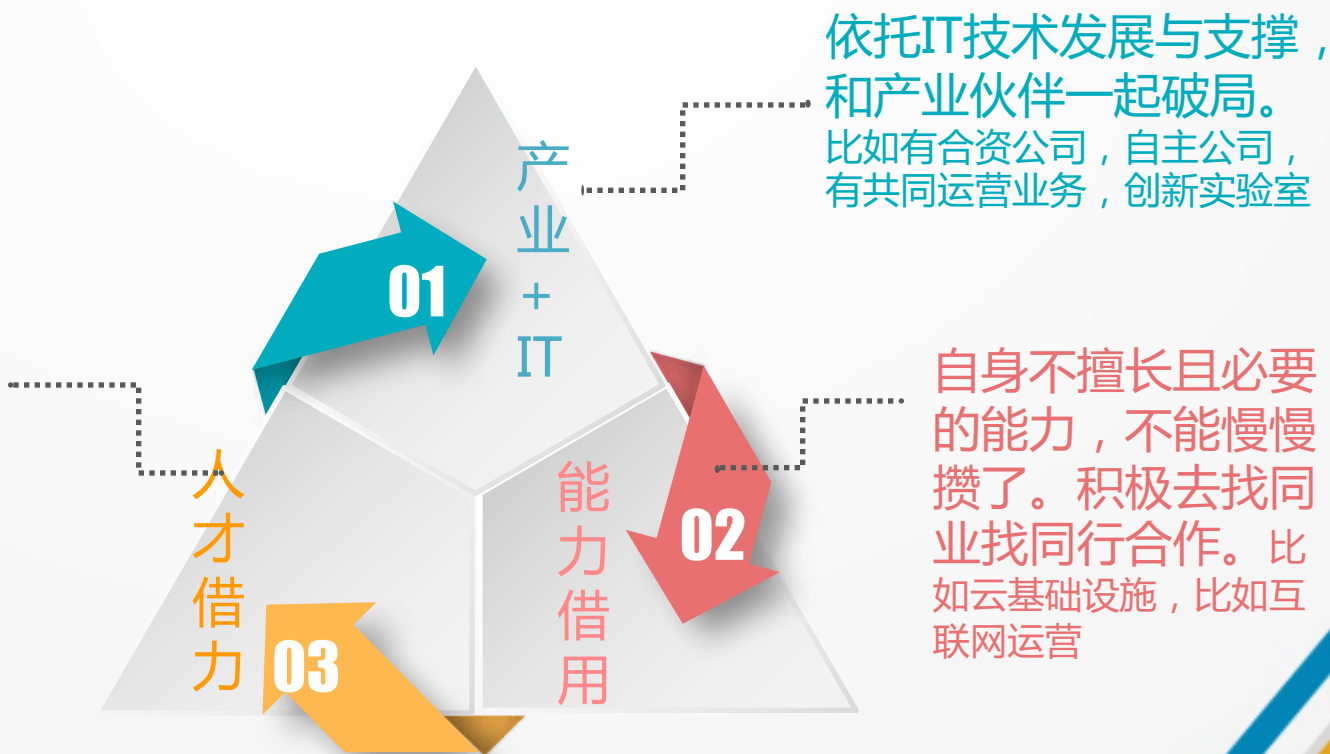 依托IT技术发展与支撑，
和产业伙伴一起破局。
比如有合资公司，自主公司，
有共同运营业务，创新实验室
产业+IT
01
自身不擅长且必要
的能力，不能慢慢
攒了。积极去找同
业找同行合作。比
如云基础设施，比如互
联网运营
能力借用
02
人才借力
03